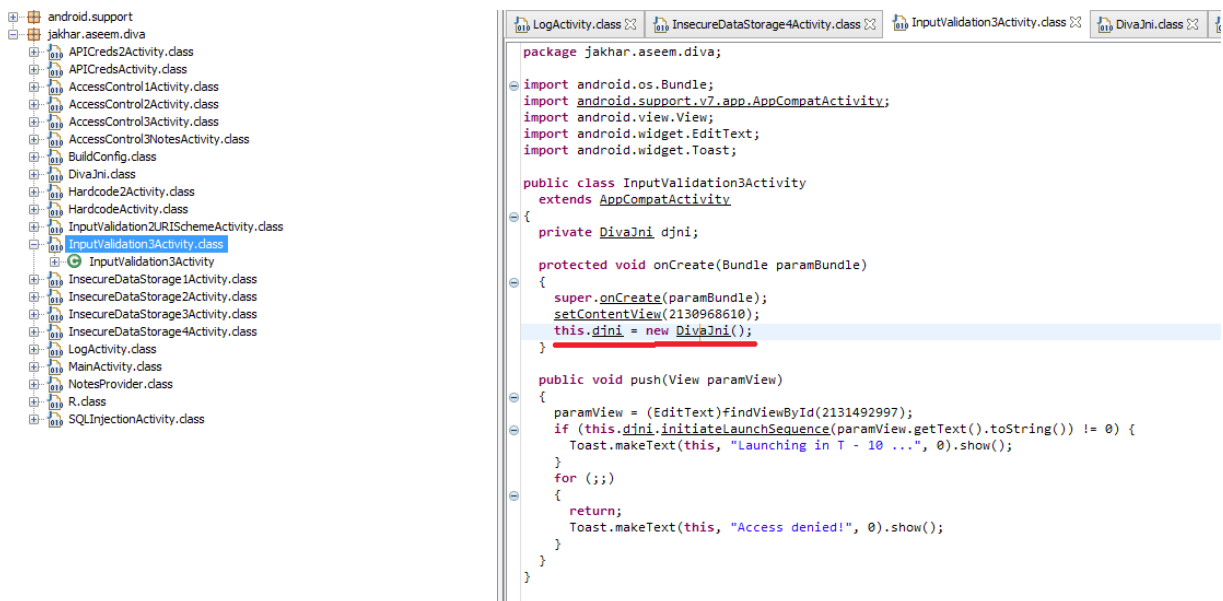 android.support
jakhar.aseem.diva
APICreds2Activity.class
APICredsActivity.class
AccessControl1Activity.class
AccessControl2Activity.class
AccessControl3Activity.class
AccessControl3NotesActivity.class
BuildConfig.class
DivaJni.class
Hardcode2Activity.class
HardcodeActivity.class
InputValidation2URISchemeActivity.class
InputValidation3Activity.class
InputValidation3Activity
InsecureDataStorage1Activity.class
InsecureDataStorage2Activity.class
InsecureDataStorage3Activity.class
InsecureDataStorage4Activity.class
LogActivity.class
MainActivity.class
NotesProvider.class
R.class
SQLInjectionActivity.class
LogActivity.class InsecureDataStorage4Activity.class InputValidation3Activity.class DivaJni.class
package jakhar.aseem.diva;
import android.os.Bundle;
import android.support.v7.app.AppCompatActivity;
import android.view.View;
import android.widget.EditText;
import android.widget.Toast;
public class InputValidation3Activity
extends AppCompatActivity
{
private DivaJni djni;
protected void onCreate(Bundle paramBundle)
{
super.onCreate(paramBundle);
setContentView(2130968610);
this.djni = new DivaJni();
}
public void push(View paramView)
{
paramView = (EditText)findViewById(2131492997);
if (this.djni.initiateLaunchSequence(paramView.getText().toString()) != 0) {
Toast.makeText(this, "Launching in T - 10 ...", 0).show();
}
for (;;)
{
return;
Toast.makeText(this, "Access denied!", 0).show();
}
}
}